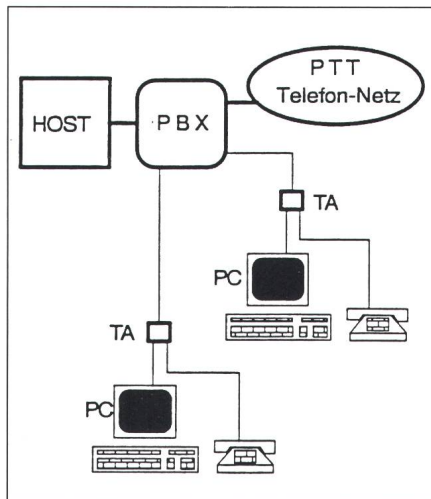 PTT
Telefon-Netz
HOST
PBX
TA
PC
TA
PC